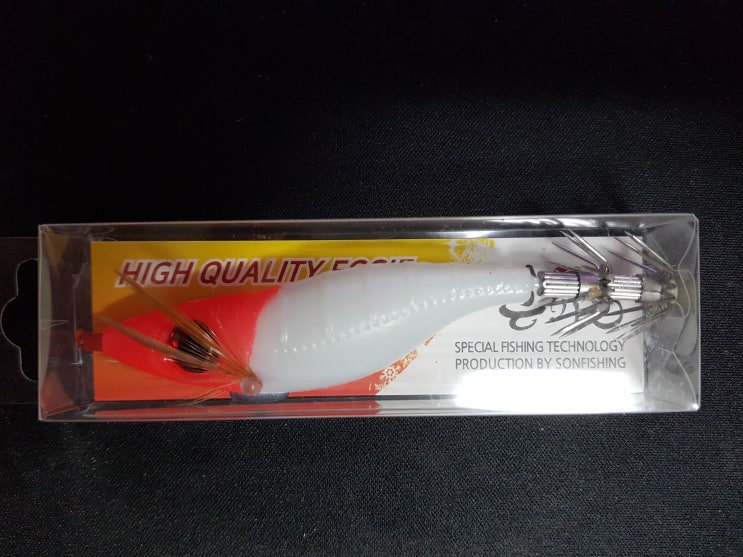 HIGH QUALITY
SPECIAL FISHING TECHNOLOGY
PRODUCTION BY SONFISHING